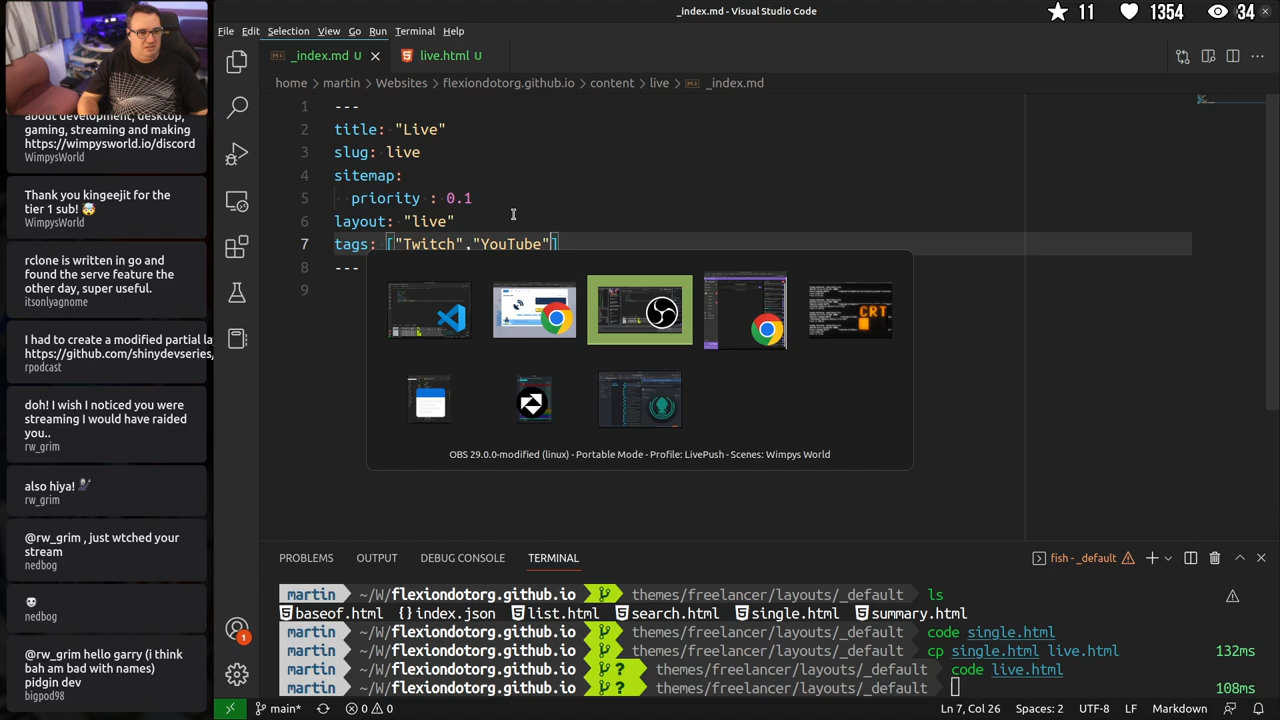 _index.md - Visual Studio Code
11
1354
34
File Edit Selection View Go Run Terminal Help
_index.md U
live.html U
home > martin > Websites > flexiondotorg.github.io > content > live > _index.md
1 ---
2 title: "Live"
3 slug: live
4 sitemap:
5 priority : 0.1
6 layout: "live"
7 tags: ["Twitch","YouTube"]
8 ---
9
OBS 29.0.0-modified (linux) - Portable Mode - Profile: LivePush - Scenes: Wimpys World
CRT
about development, desktop,
gaming, streaming and making
https://wimpysworld.io/discord
WimpysWorld
Thank you kingeejit for the
tier 1 sub! 🤯
WimpysWorld
rclone is written in go and
found the serve feature the
other day, super useful.
itsonlyagnome
I had to create a modified partial la
https://github.com/shinydevseries,
rpodcast
doh! I wish I noticed you were
streaming I would have raided
you..
rw_grim
also hiya!
rw_grim
@rw_grim , just wtched your
stream
nedbog
nedbog
@rw_grim hello garry (i think
bah am bad with names)
pidgin dev
bigpod98
1
PROBLEMS OUTPUT DEBUG CONSOLE TERMINAL
fish - _default
martin ~/W/flexiondotorg.github.io themes/freelancer/layouts/_default ls
baseof.html {}index.json list.html search.html single.html summary.html
martin ~/W/flexiondotorg.github.io themes/freelancer/layouts/_default code single.html
martin ~/W/flexiondotorg.github.io themes/freelancer/layouts/_default cp single.html live.html 132ms
martin ~/W/flexiondotorg.github.io ? themes/freelancer/layouts/_default code live.html
martin ~/W/flexiondotorg.github.io ? themes/freelancer/layouts/_default 108ms
main* 0 0 Ln 7, Col 26 Spaces: 2 UTF-8 LF Markdown